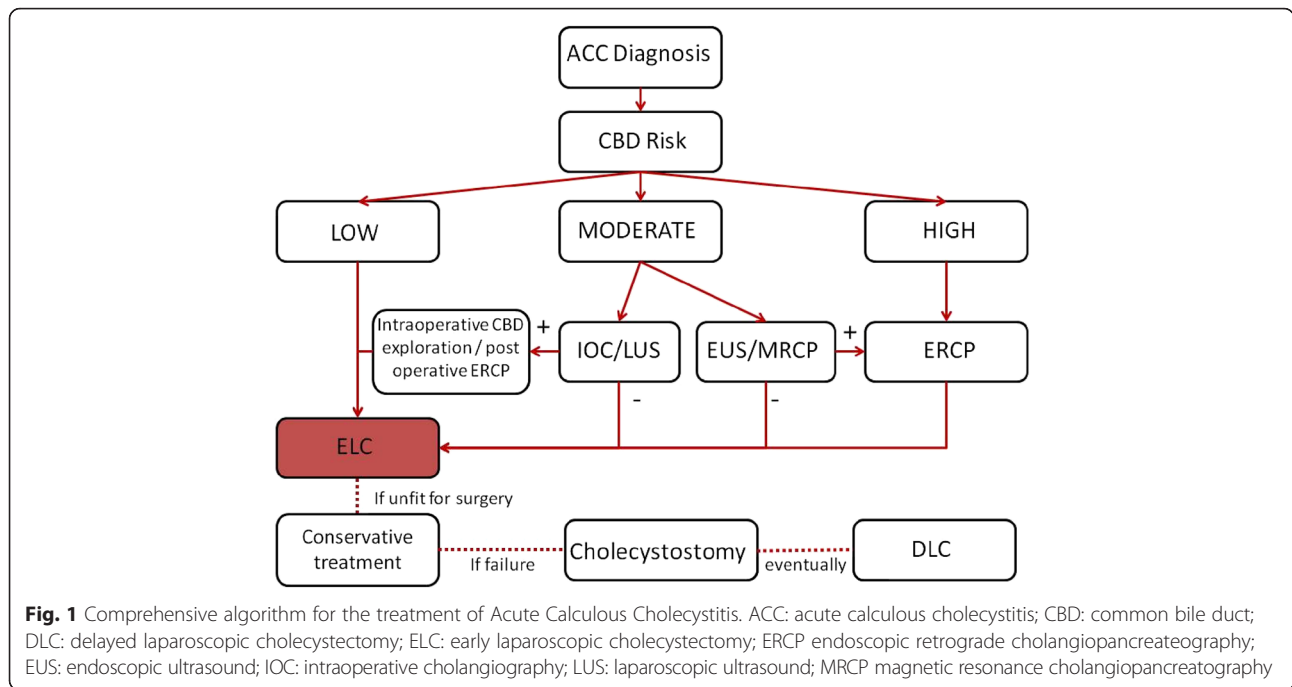 ACC Diagnosis
CBD Risk
LOW
MODERATE
HIGH
Intraoperative CBD
exploration / post
operative ERCP
+
IOC/LUS
EUS/MRCP
+
ERCP
-
-
ELC
If unfit for surgery
Conservative
treatment
If failure
Cholecystostomy
eventually
DLC
Fig. 1 Comprehensive algorithm for the treatment of Acute Calculous Cholecystitis. ACC: acute calculous cholecystitis; CBD: common bile duct;
DLC: delayed laparoscopic cholecystectomy; ELC: early laparoscopic cholecystectomy; ERCP endoscopic retrograde cholangiopancreateography;
EUS: endoscopic ultrasound; IOC: intraoperative cholangiography; LUS: laparoscopic ultrasound; MRCP magnetic resonance cholangiopancreatography